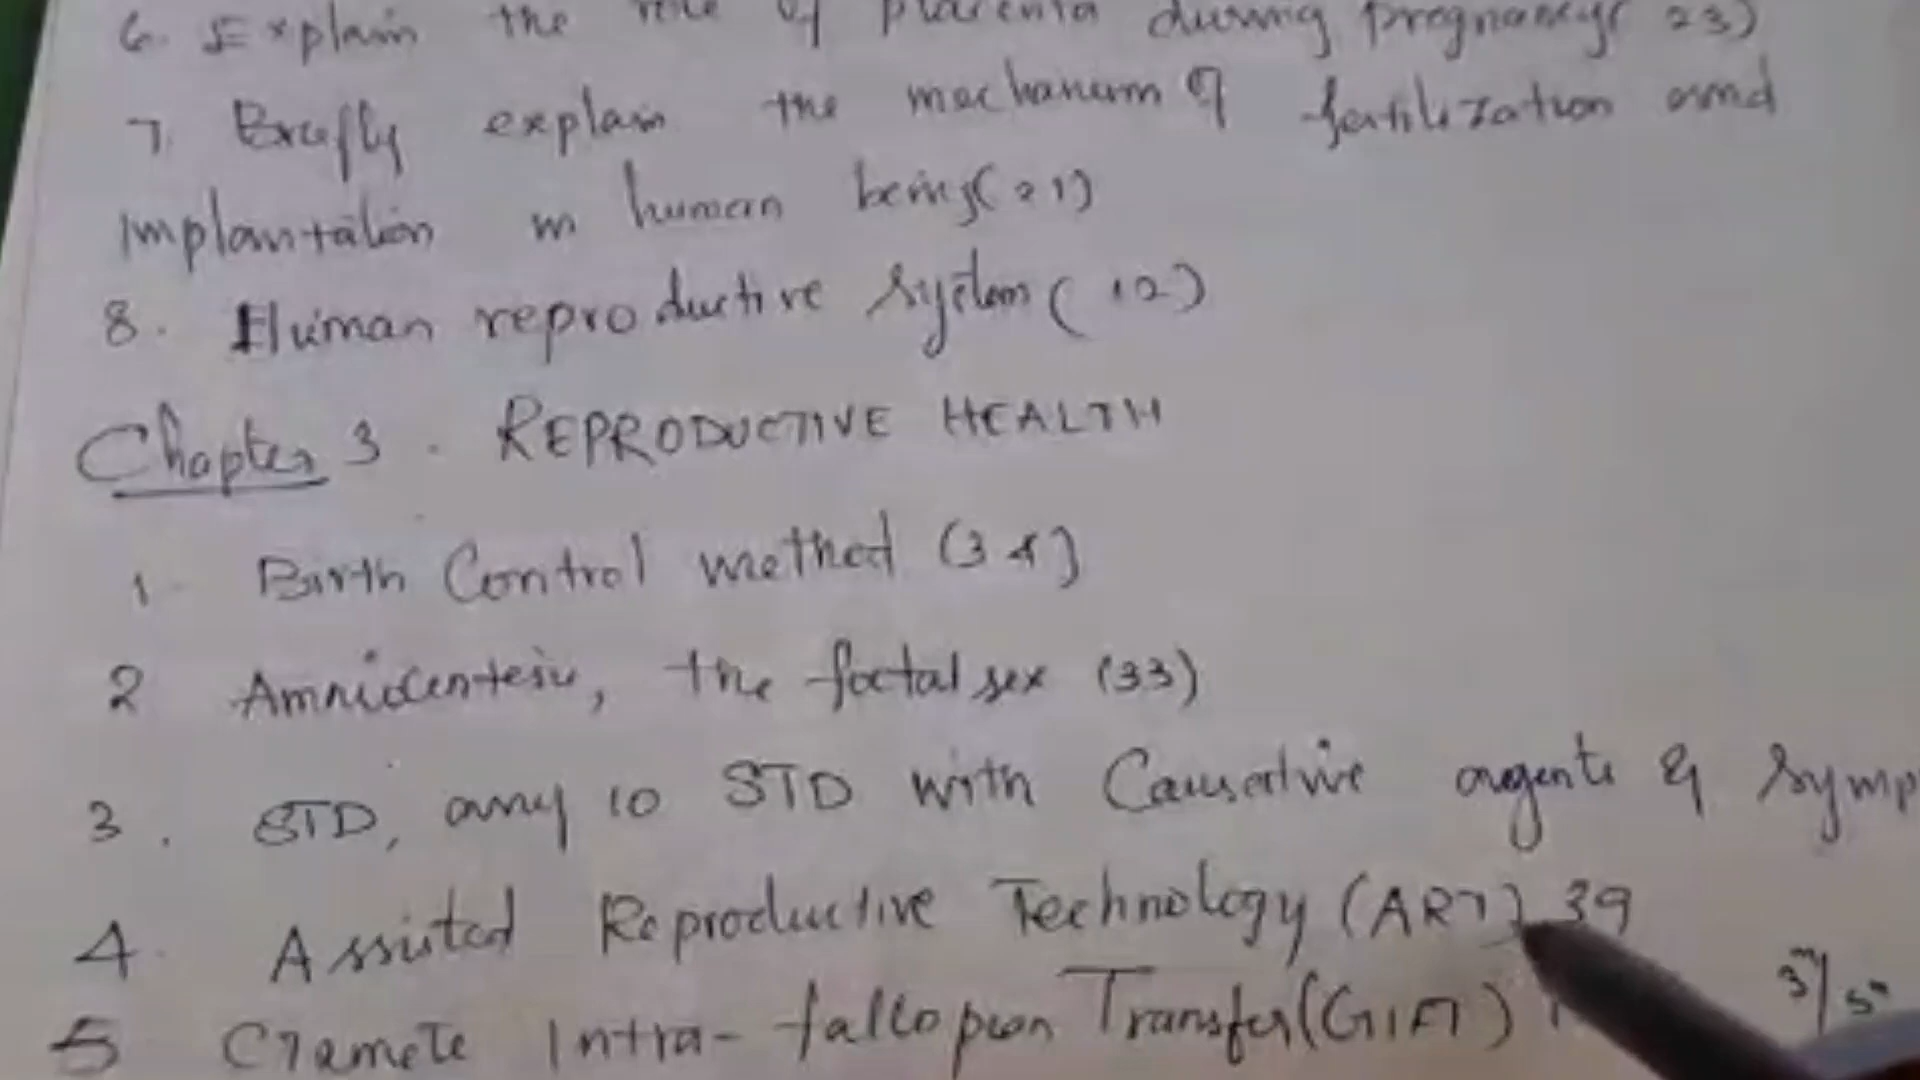 6. Explain the role of placenta during pregnancy( 23)
7. Briefly explain the mechanism of fertilization and
implantation in human being(21)
8. Human reproductive system( 12)
Chapter 3. REPRODUCTIVE HEALTH
1. Birth Control method (34)
2 Amniocentesis, the foetal sex (33)
3. STD, any 10 STD with Causative agents & Symp
4. Assisted Reproductive Technology (ART) 39
5 Gamete Intra-fallopian Transfer(GIFT)